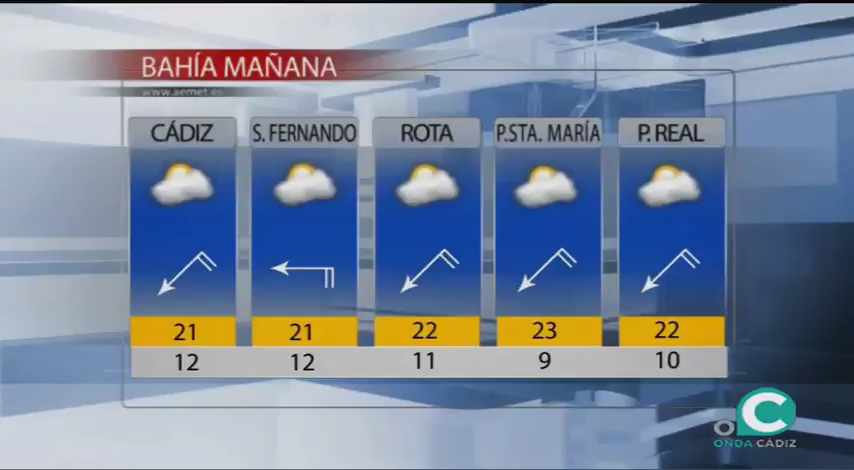 BAHÍA MAÑANA
www.aemet.es
CÁDIZ S. FERNANDO ROTA P.STA. MARÍA P. REAL
21 21 22 23 22
12 12 11 9 10
ONDA CÁDIZ